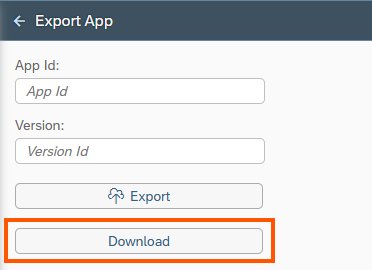 Export App
App Id:
App Id
Version:
Version Id
Export
Download